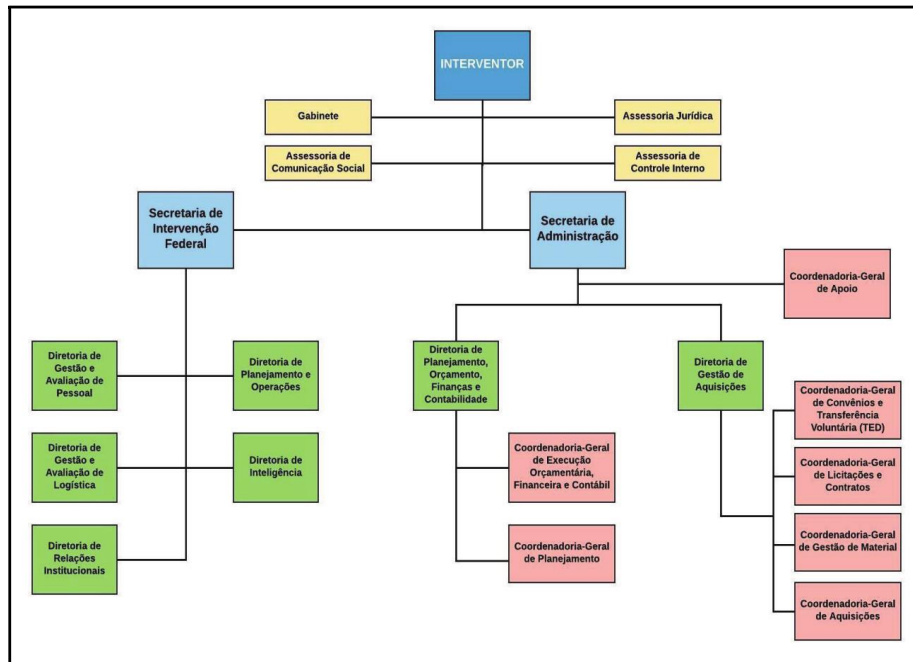 INTERVENTOR
Gabinete
Assessoria Jurídica
Assessoria de
Comunicação Social
Assessoria de
Controle Interno
Secretaria de
Intervenção
Federal
Secretaria de
Administração
Coordenadoria-Geral
de Apoio
Diretoria de
Gestão e
Avaliação de
Pessoal
Diretoria de
Planejamento e
Operações
Diretoria de
Planejamento,
Orçamento,
Finanças e
Contabilidade
Diretoria de
Gestão de
Aquisições
Coordenadoria-Geral
de Convênios e
Transferência
Voluntária (TED)
Diretoria de
Gestão e
Avaliação de
Logística
Diretoria de
Inteligência
Coordenadoria-Geral
de Execução
Orçamentária,
Financeira e Contábil
Coordenadoria-Geral
de Licitações e
Contratos
Diretoria de
Relações
Institucionais
Coordenadoria-Geral
de Planejamento
Coordenadoria-Geral
de Gestão de Material
Coordenadoria-Geral
de Aquisições